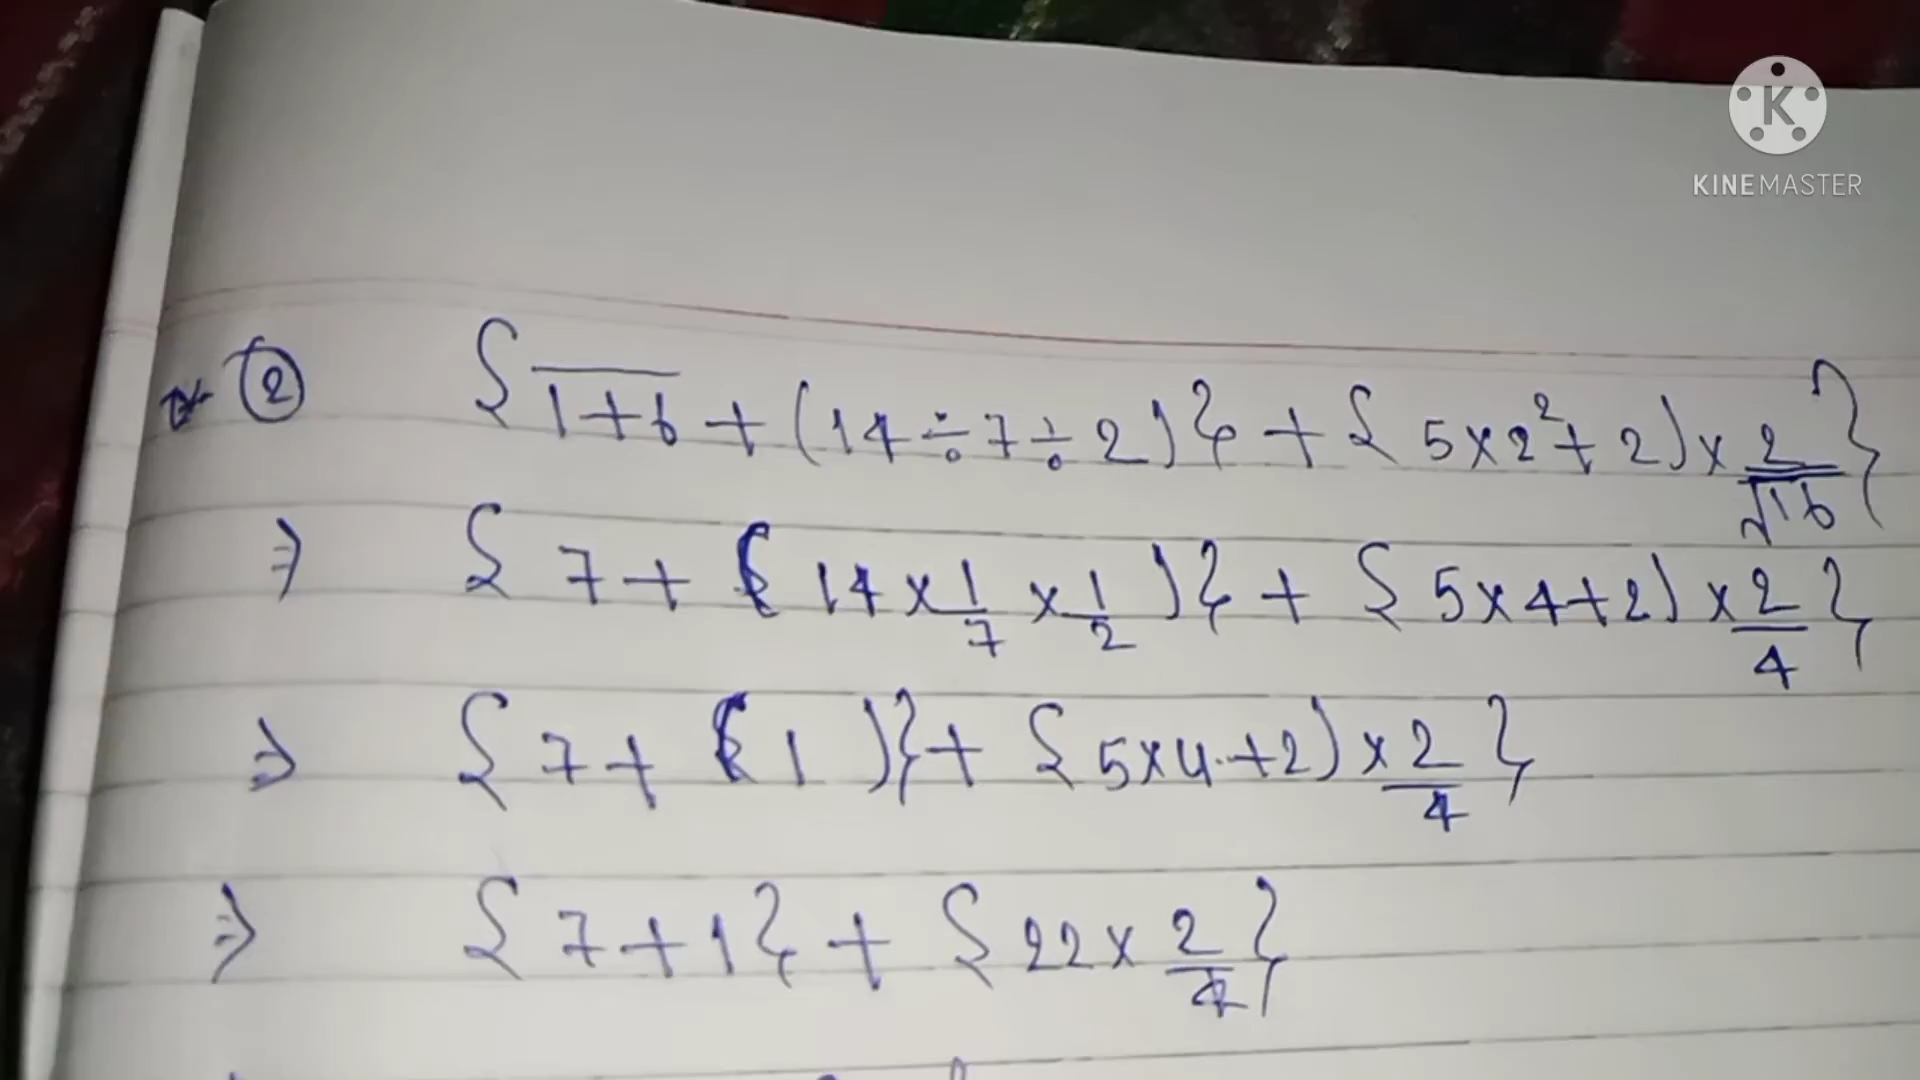 K
KINEMASTER
② { \overline{1+6} + (14 ÷ 7 ÷ 2)} + { 5×2²+2) × 2/√16 }
⇒ { 7 + ( 14 × 1/7 × 1/2 )} + { 5×4+2) × 2/4 }
⇒ { 7 + ( 1 )} + { 5×4+2) × 2/4 }
⇒ { 7+1} + { 22 × 2/4 }